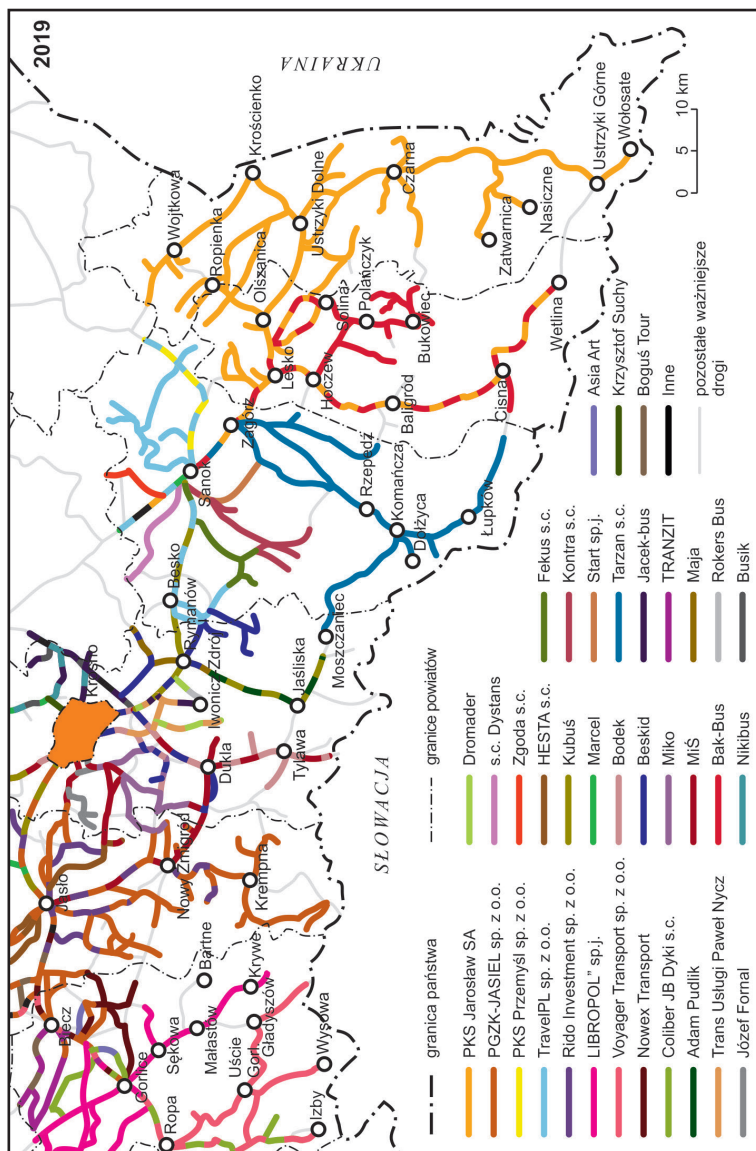 2019
UKRAINA
SŁOWACJA
Krościenko
Wojtkowa
Ropienka
Ustrzyki Dolne
Czarna
Olszanica
Solina
Polańczyk
Bukowiec
Zatwarnica
Nasiczne
Ustrzyki Górne
Wołosate
Lesko
Hoczew
Baligród
Cisna
Wetlina
Zagórz
Sanok
Rzepedź
Komańcza
Dołżyca
Łupków
Besko
Rymanów
Iwonicz-Zdrój
Moszczaniec
Jaśliska
Krosno
Dukla
Tylawa
Jasło
Nowy Żmigród
Krempna
Bartne
Biecz
Gorlice
Sękowa
Małastów
Krywe
Uście
Gorl.
Gładyszów
Ropa
Wysowa
Izby
0 5 10 km
granica państwa
granice powiatów
PKS Jarosław SA
PGZK–JASIEL sp. z o.o.
PKS Przemyśl sp. z o.o.
TravelPL sp. z o.o.
Rido Investment sp. z o.o.
LIBROPOL” sp.j.
Voyager Transport sp. z o.o.
Nowex Transport
Coliber JB Dyki s.c.
Adam Pudlik
Trans Usługi Paweł Nycz
Józef Fornal
Dromader
s.c. Dystans
Zgoda s.c.
HESTA s.c.
Kubuś
Marcel
Bodek
Beskid
Miko
MiŚ
Bak-Bus
Nikibus
Fekus s.c.
Kontra s.c.
Start sp.j.
Tarzan s.c.
Jacek-bus
TRANZIT
Maja
Rokers Bus
Busik
Asia Art
Krzysztof Suchy
Boguś Tour
Inne
pozostałe ważniejsze
drogi